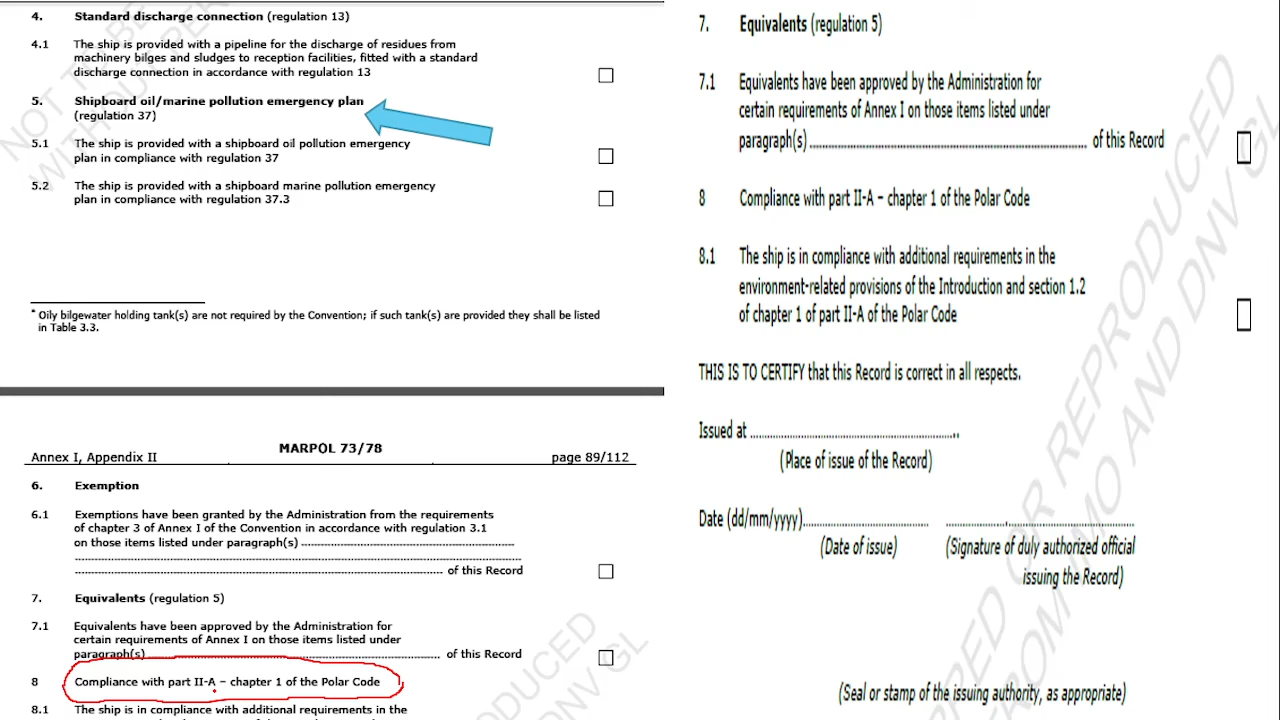 4. Standard discharge connection (regulation 13)
4.1 The ship is provided with a pipeline for the discharge of residues from
machinery bilges and sludges to reception facilities, fitted with a standard
discharge connection in accordance with regulation 13
5. Shipboard oil/marine pollution emergency plan
(regulation 37)
5.1 The ship is provided with a shipboard oil pollution emergency
plan in compliance with regulation 37
5.2 The ship is provided with a shipboard marine pollution emergency
plan in compliance with regulation 37.3
* Oily bilgewater holding tank(s) are not required by the Convention; if such tank(s) are provided they shall be listed
in Table 3.3.
MARPOL 73/78
Annex I, Appendix II page 89/112
6. Exemption
6.1 Exemptions have been granted by the Administration from the requirements
of chapter 3 of Annex I of the Convention in accordance with regulation 3.1
on those items listed under paragraph(s)
of this Record
7. Equivalents (regulation 5)
7.1 Equivalents have been approved by the Administration for
certain requirements of Annex I on those items listed under
paragraph(s) of this Record
8 Compliance with part II-A – chapter 1 of the Polar Code
8.1 The ship is in compliance with additional requirements in the
7. Equivalents (regulation 5)
7.1 Equivalents have been approved by the Administration for
certain requirements of Annex I on those items listed under
paragraph(s) of this Record
8 Compliance with part II-A – chapter 1 of the Polar Code
8.1 The ship is in compliance with additional requirements in the
environment-related provisions of the Introduction and section 1.2
of chapter 1 of part II-A of the Polar Code
THIS IS TO CERTIFY that this Record is correct in all respects.
Issued at
(Place of issue of the Record)
Date (dd/mm/yyyy)
(Date of issue) (Signature of duly authorized official
issuing the Record)
(Seal or stamp of the issuing authority, as appropriate)